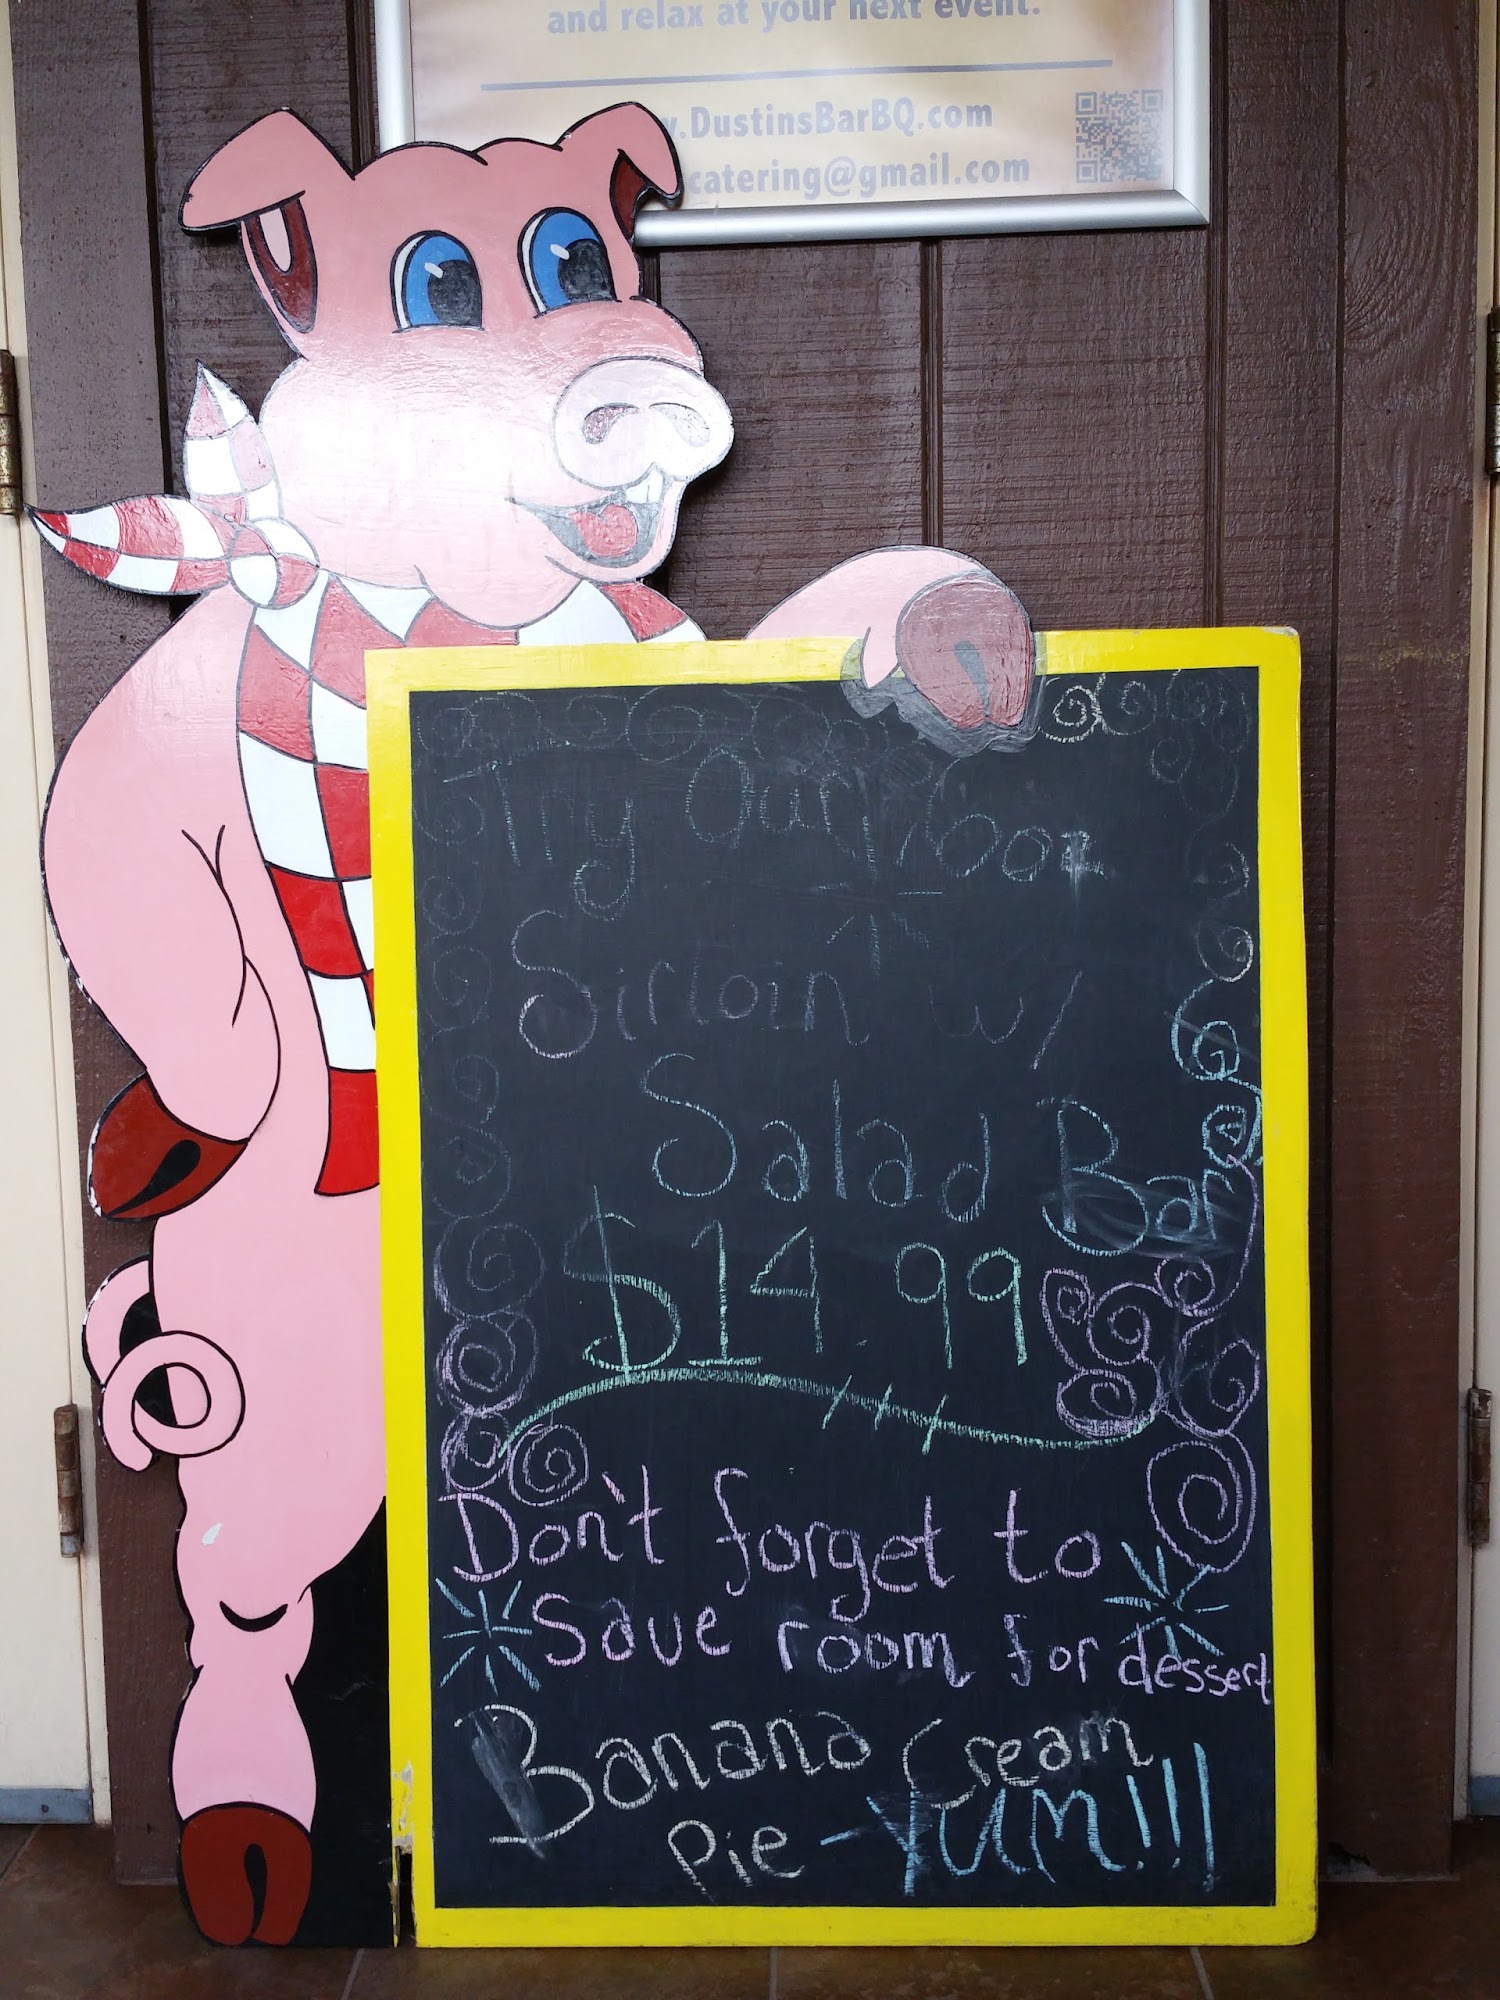 and relax at your next event.
.DustinsBarBQ.com
catering@gmail.com
Try Our 10oz
Sirloin w/
Salad Bar
$14 99
Don't forget to
Save room for dessert
Banana Cream
Pie - YUM!!!